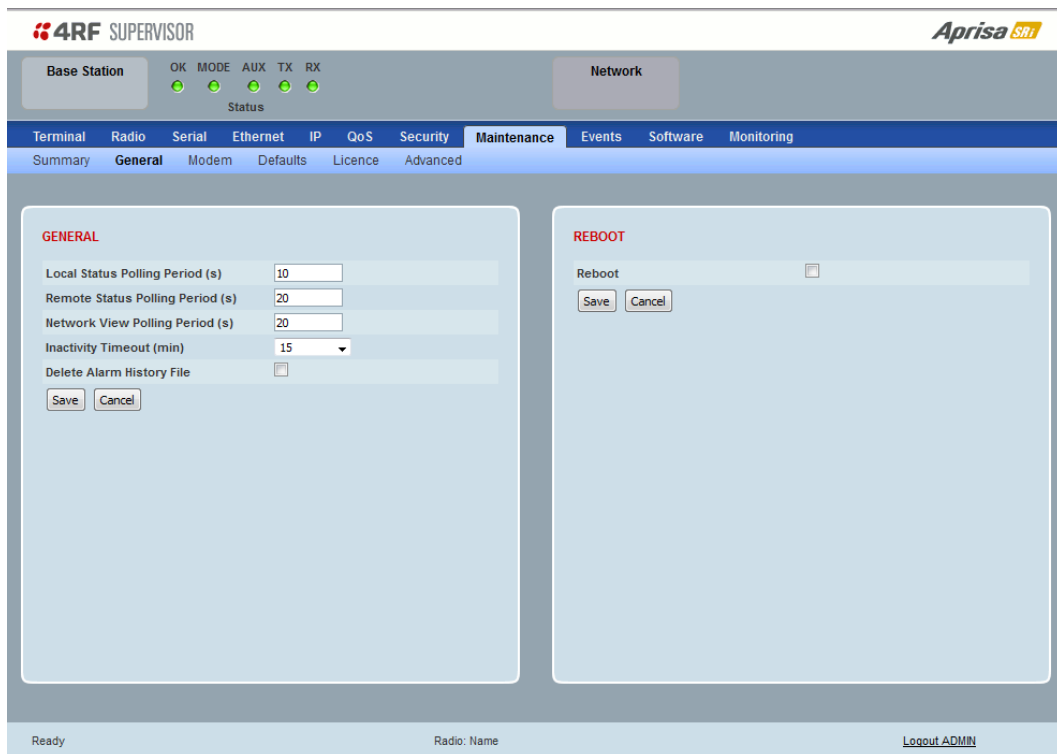 4RF SUPERVISOR
Aprisa SRi
Base Station
OK MODE AUX TX RX
Status
Network
Terminal Radio Serial Ethernet IP QoS Security Maintenance Events Software Monitoring
Summary General Modem Defaults Licence Advanced
GENERAL
Local Status Polling Period (s) 10
Remote Status Polling Period (s) 20
Network View Polling Period (s) 20
Inactivity Timeout (min) 15
Delete Alarm History File
Save Cancel
REBOOT
Reboot
Save Cancel
Ready Radio: Name Logout ADMIN